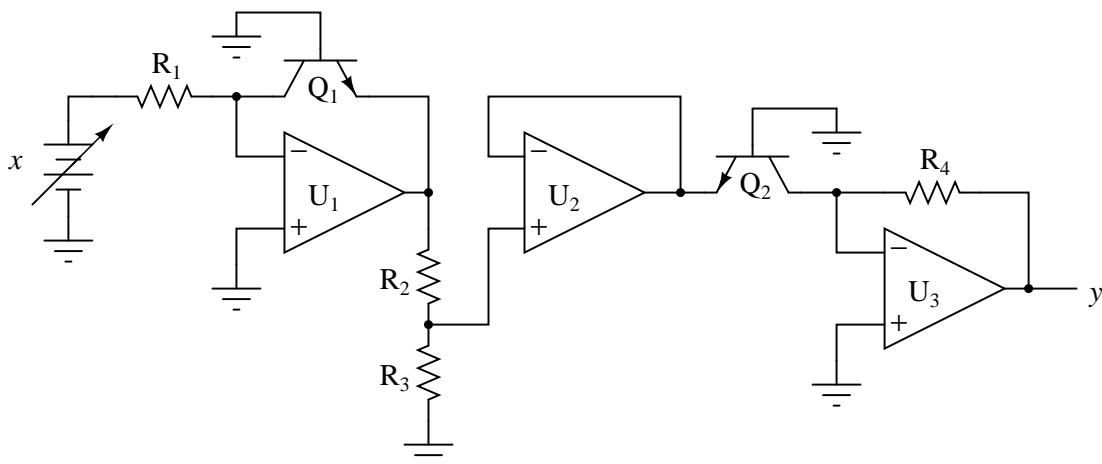 R1
Q1
x
−
U1
+
R2
R3
−
U2
+
Q2
R4
−
U3
+
y